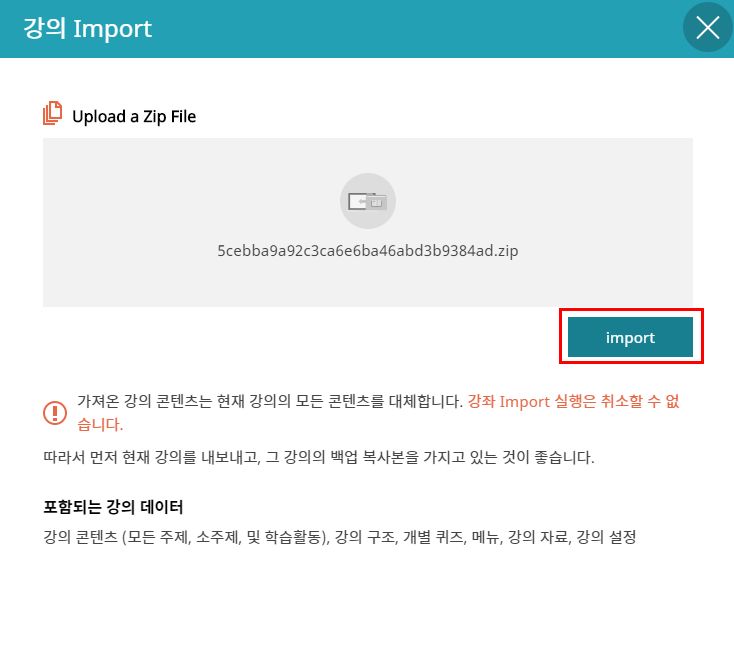 강의 Import
Upload a Zip File
5cebba9a92c3ca6e6ba46abd3b9384ad.zip
import
가져온 강의 콘텐츠는 현재 강의의 모든 콘텐츠를 대체합니다. 강좌 Import 실행은 취소할 수 없
습니다.
따라서 먼저 현재 강의를 내보내고, 그 강의의 백업 복사본을 가지고 있는 것이 좋습니다.
포함되는 강의 데이터
강의 콘텐츠 (모든 주제, 소주제, 및 학습활동), 강의 구조, 개별 퀴즈, 메뉴, 강의 자료, 강의 설정